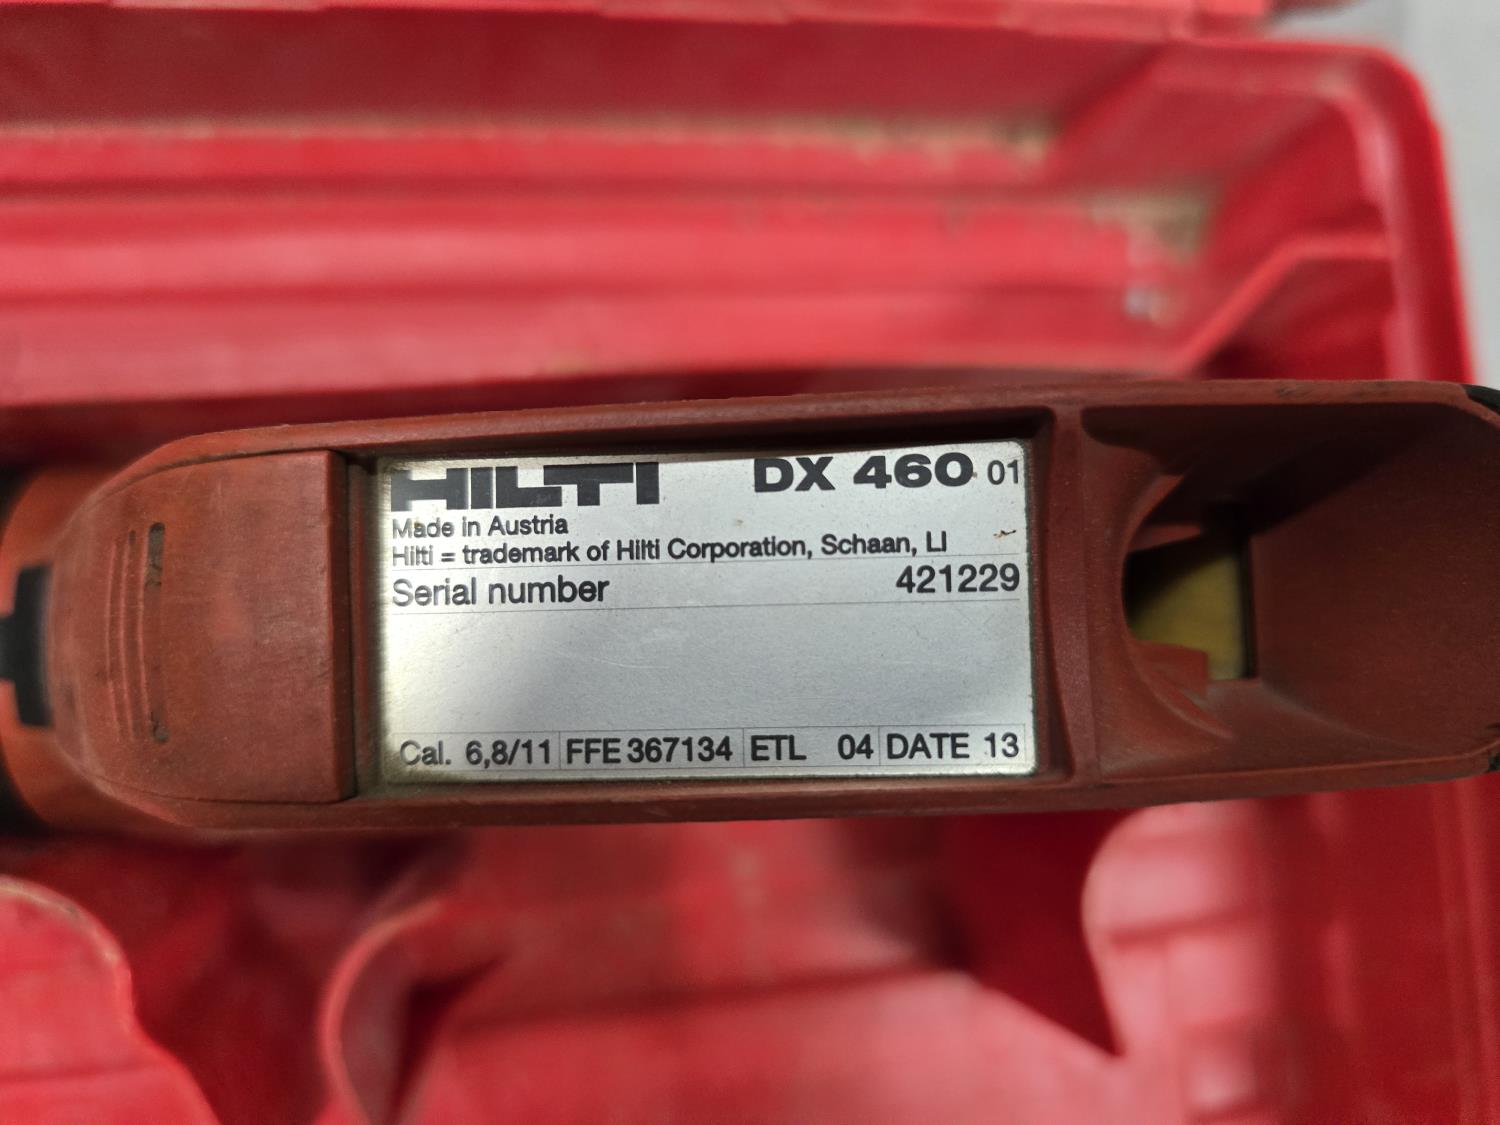 HILTI DX 460 01
Made in Austria
Hilti = trademark of Hilti Corporation, Schaan, LI
Serial number 421229
Cal. 6,8/11 FFE 367134 ETL 04 DATE 13